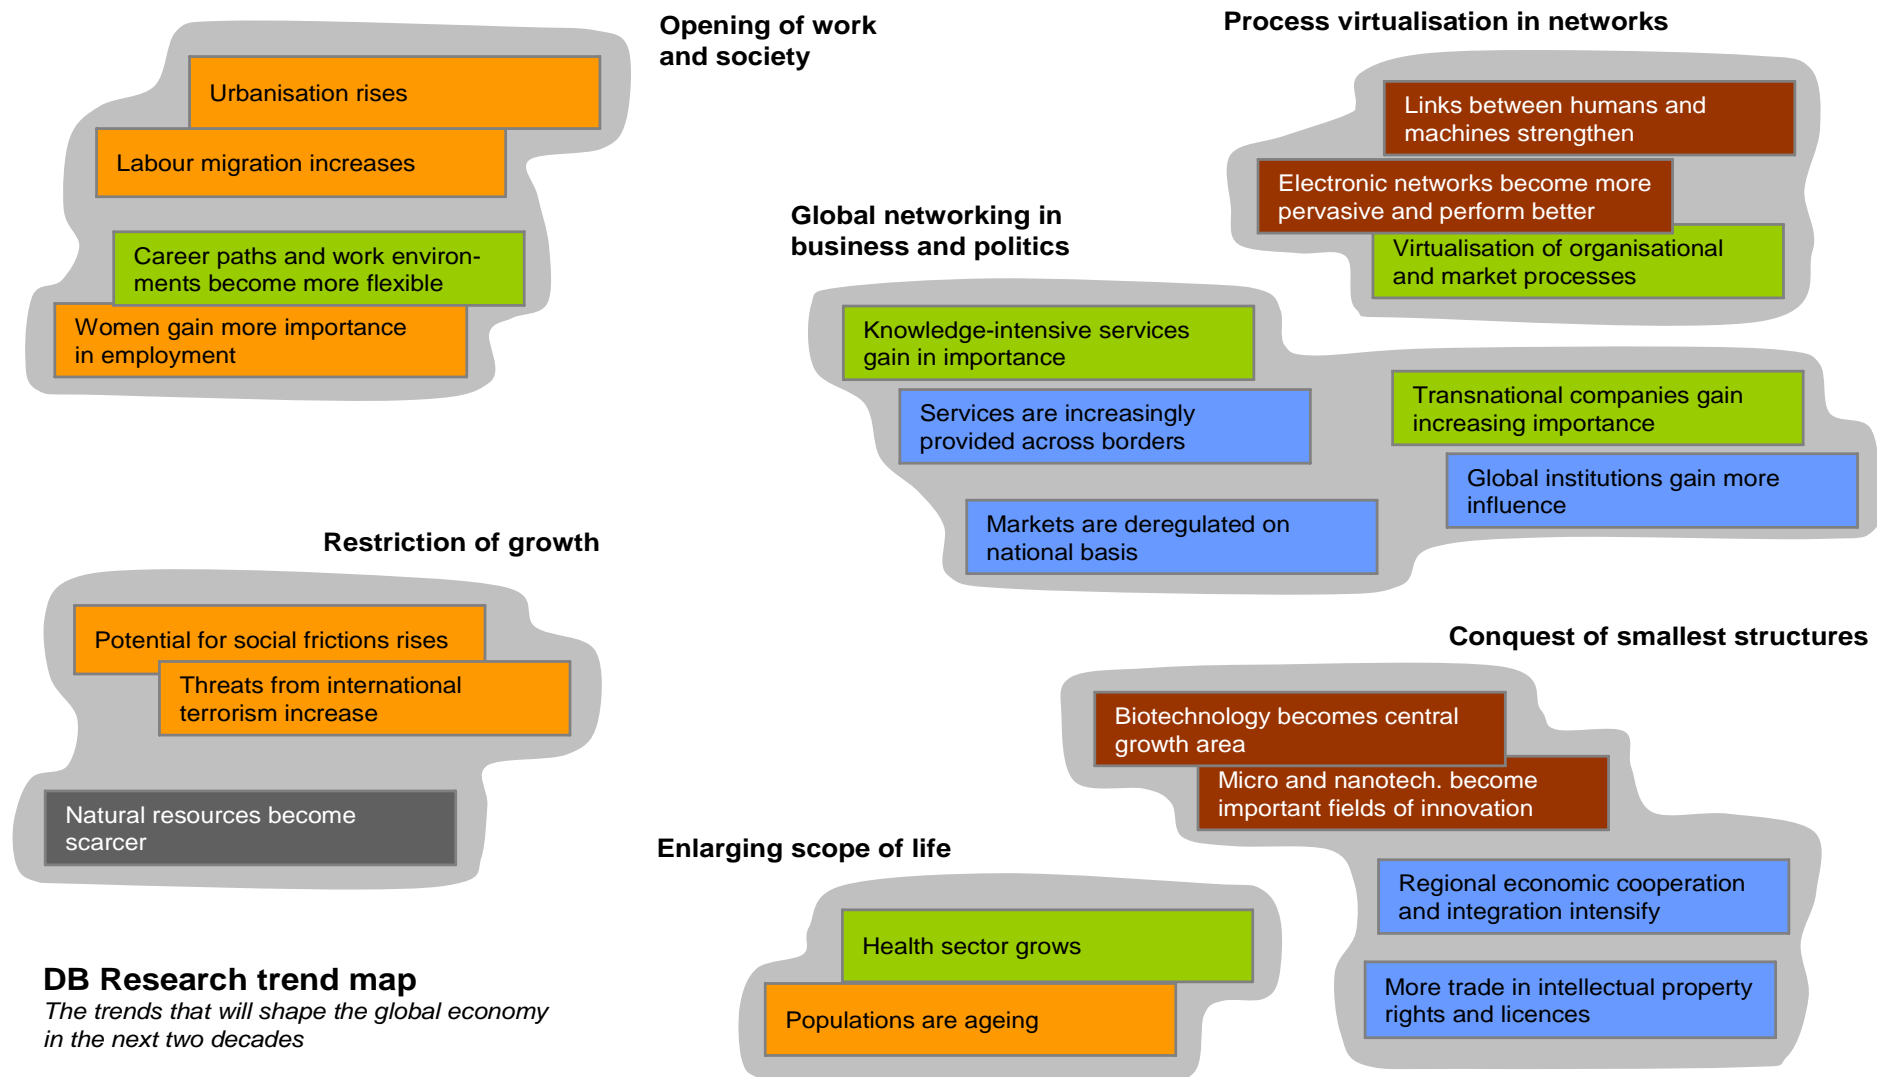 Opening of work
and society
Urbanisation rises
Labour migration increases
Career paths and work environ-
ments become more flexible
Women gain more importance
in employment
Process virtualisation in networks
Links between humans and
machines strengthen
Electronic networks become more
pervasive and perform better
Virtualisation of organisational
and market processes
Global networking in
business and politics
Knowledge-intensive services
gain in importance
Services are increasingly
provided across borders
Markets are deregulated on
national basis
Transnational companies gain
increasing importance
Global institutions gain more
influence
Restriction of growth
Potential for social frictions rises
Threats from international
terrorism increase
Natural resources become
scarcer
Conquest of smallest structures
Biotechnology becomes central
growth area
Micro and nanotech. become
important fields of innovation
Regional economic cooperation
and integration intensify
More trade in intellectual property
rights and licences
Enlarging scope of life
Health sector grows
Populations are ageing
DB Research trend map
The trends that will shape the global economy
in the next two decades